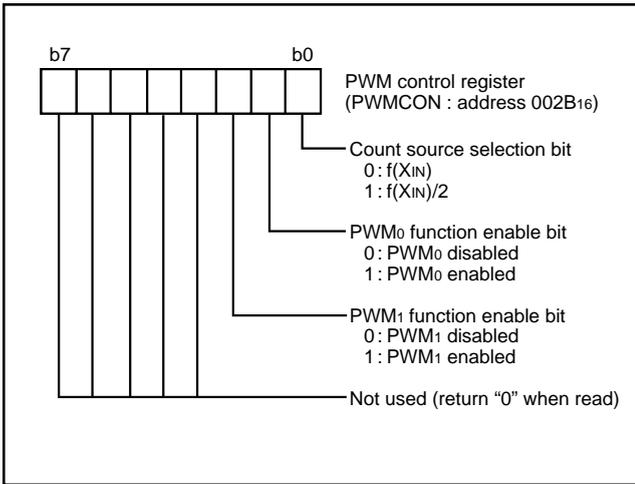 b7 b0
PWM control register
(PWMCON : address 002B16)
Count source selection bit
0 : f(XIN)
1 : f(XIN)/2
PWM0 function enable bit
0 : PWM0 disabled
1 : PWM0 enabled
PWM1 function enable bit
0 : PWM1 disabled
1 : PWM1 enabled
Not used (return “0” when read)